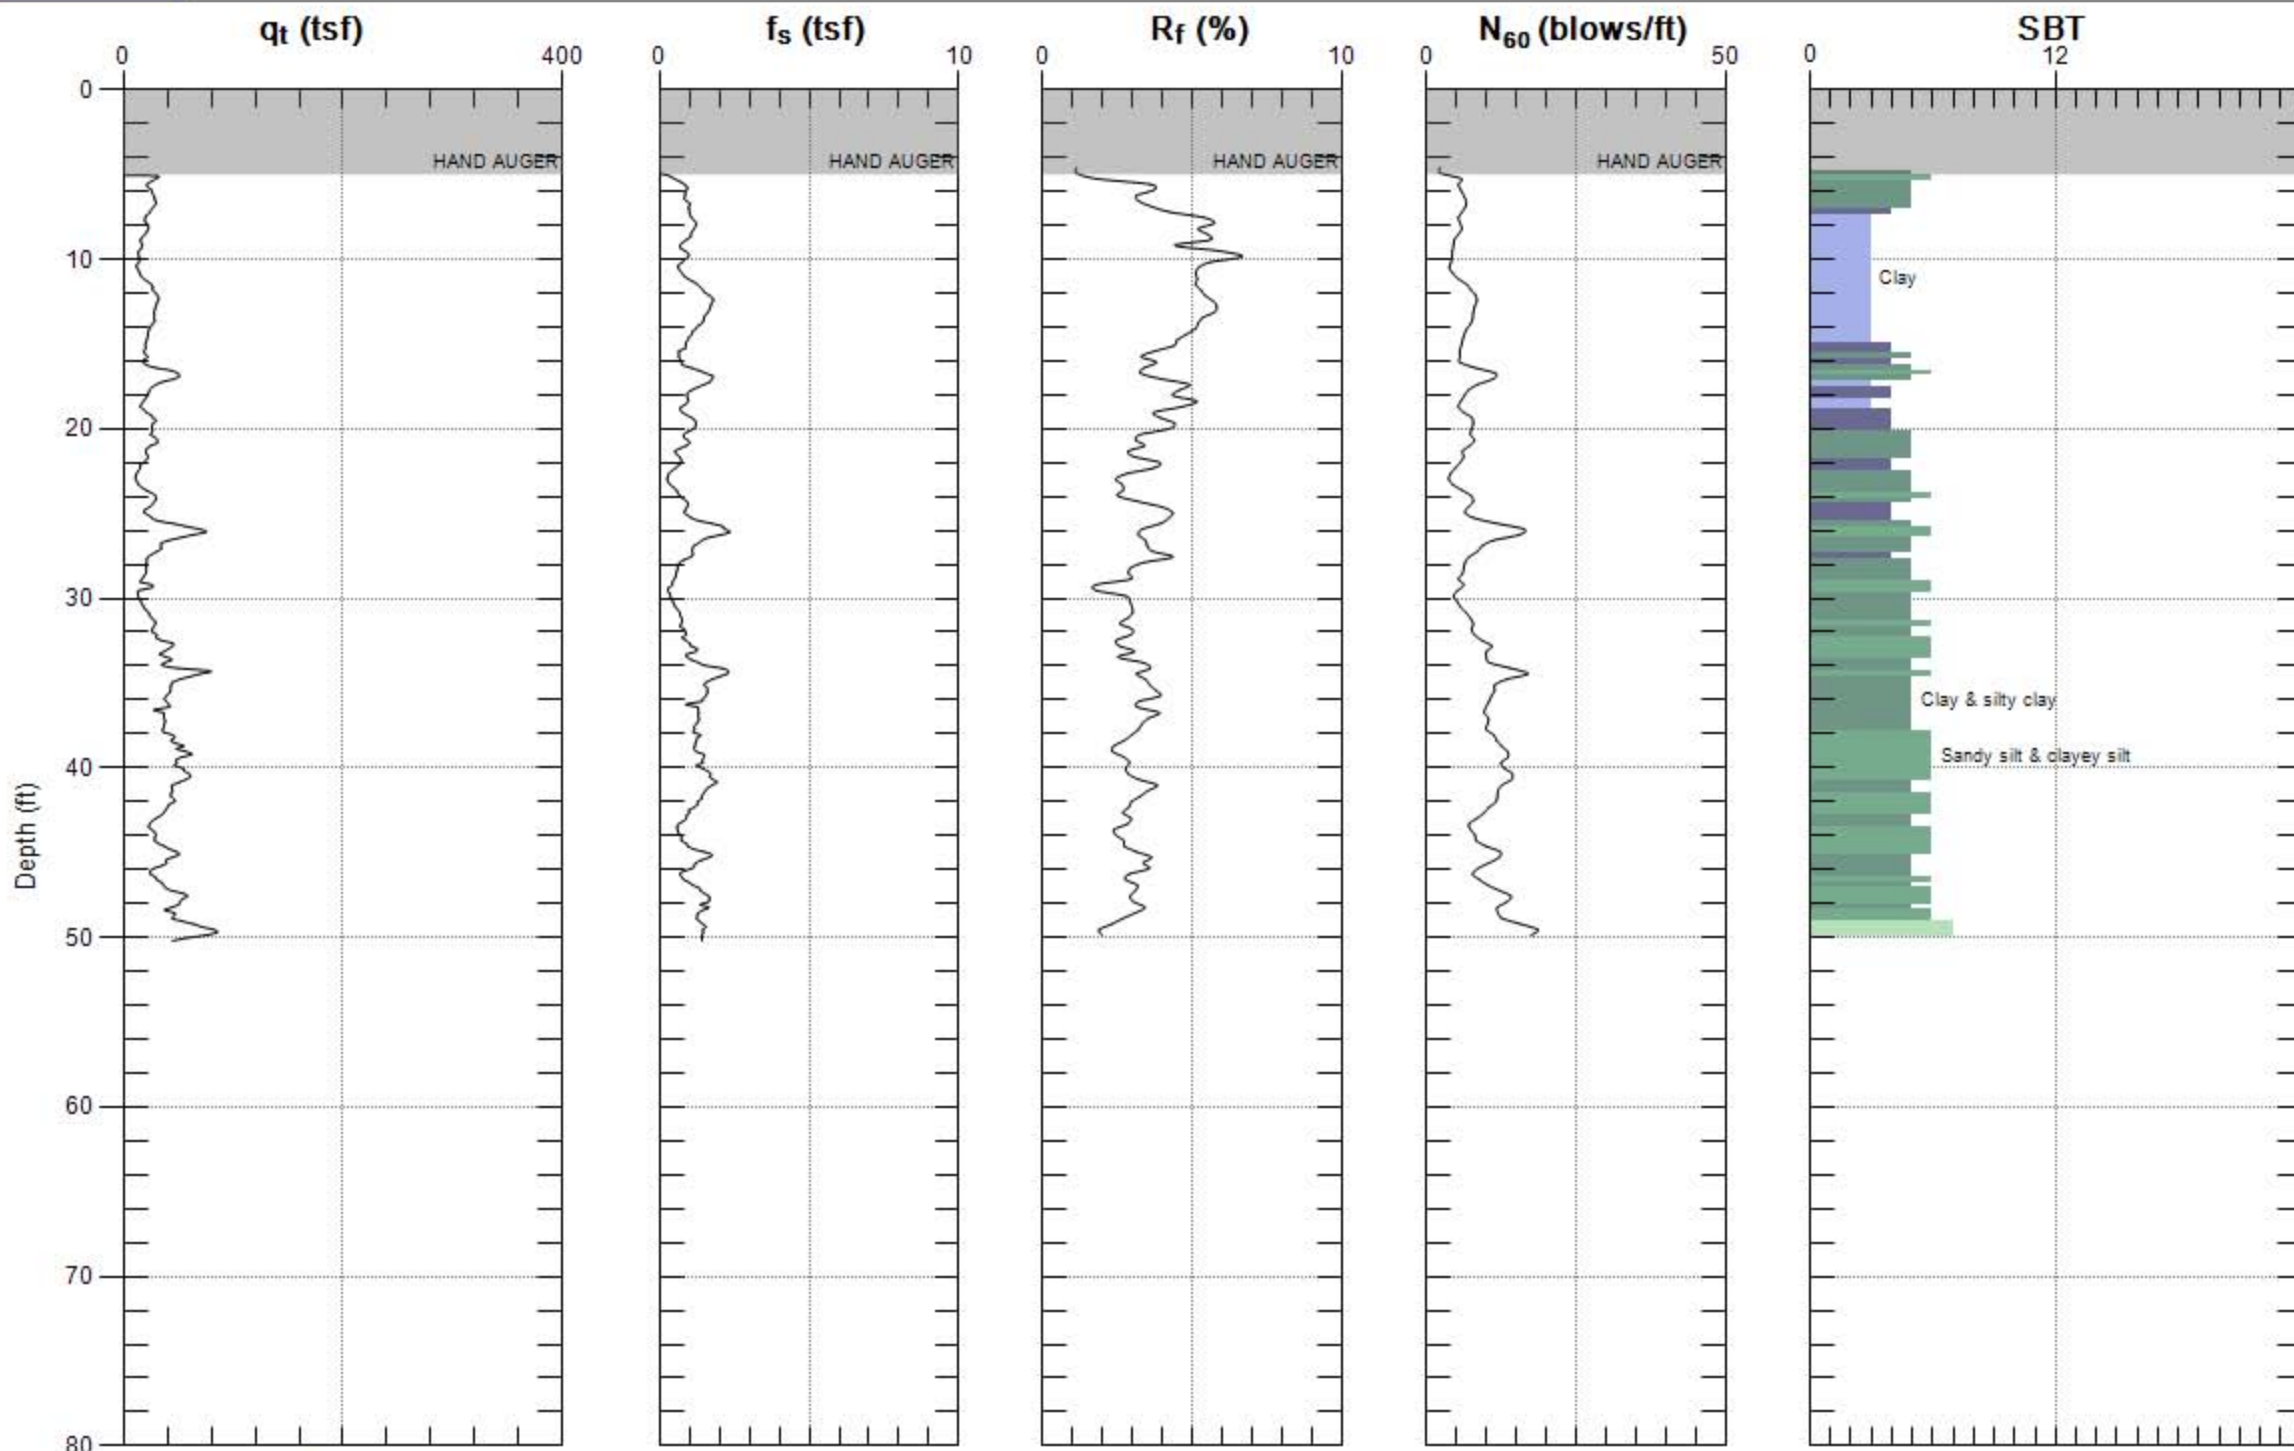 qt (tsf) fs (tsf) Rf (%) N60 (blows/ft) SBT
0 400 0 10 0 10 0 50 0 12
0
HAND AUGER HAND AUGER HAND AUGER HAND AUGER
10
Clay
20
30
Clay & silty clay
Sandy silt & clayey silt
40
Depth (ft)
50
60
70
80